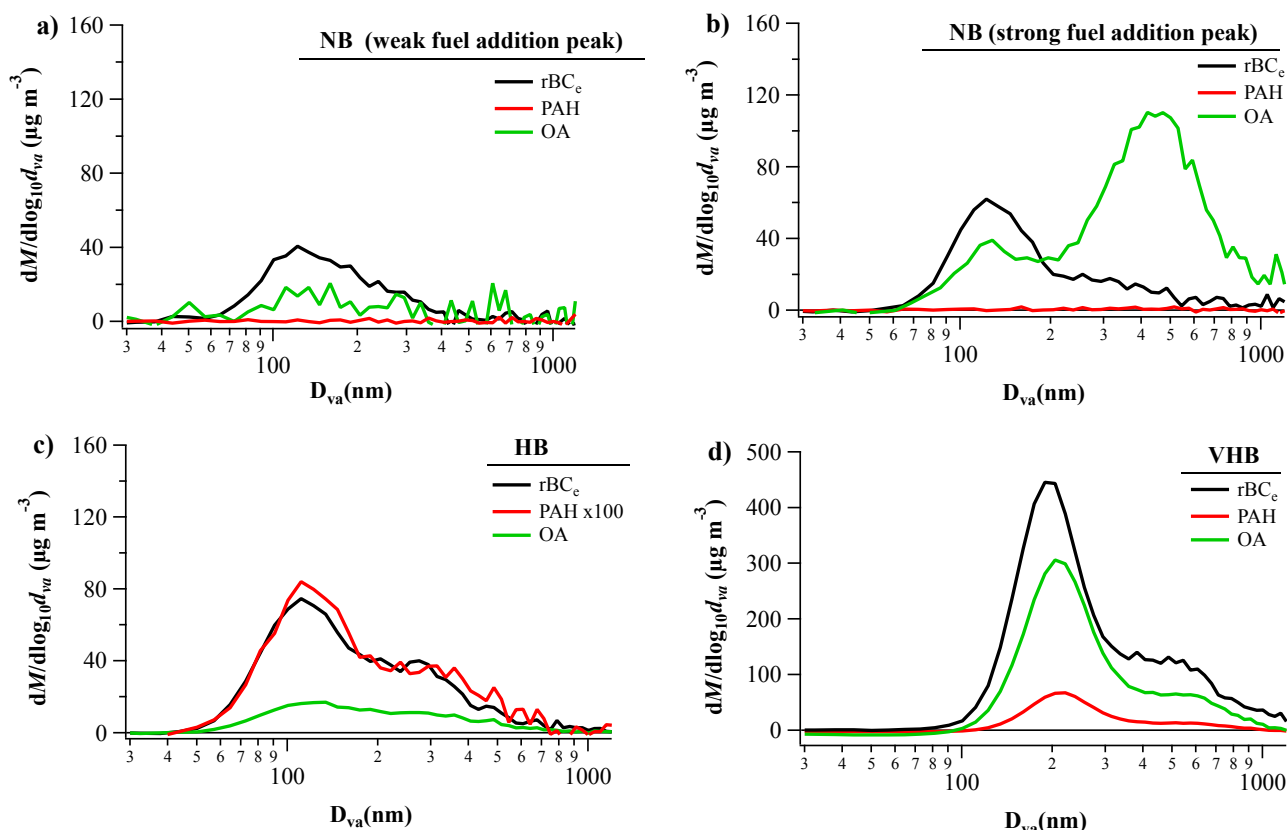 a)
NB (weak fuel addition peak)
rBCe
PAH
OA
dM/dlog10dva (µg m-3)
160
120
80
40
0
3 4 5 6 7 8 9 2 3 4 5 6 7 8 9
100 1000
Dva(nm)
b)
NB (strong fuel addition peak)
rBCe
PAH
OA
dM/dlog10dva (µg m-3)
160
120
80
40
0
3 4 5 6 7 8 9 2 3 4 5 6 7 8 9
100 1000
Dva(nm)
c)
HB
rBCe
PAH x100
OA
dM/dlog10dva (µg m-3)
160
120
80
40
0
3 4 5 6 7 8 9 2 3 4 5 6 7 8 9
100 1000
Dva(nm)
d)
VHB
rBCe
PAH
OA
dM/dlog10dva (µg m-3)
500
400
300
200
100
0
3 4 5 6 7 8 9 2 3 4 5 6 7 8 9
100 1000
Dva(nm)